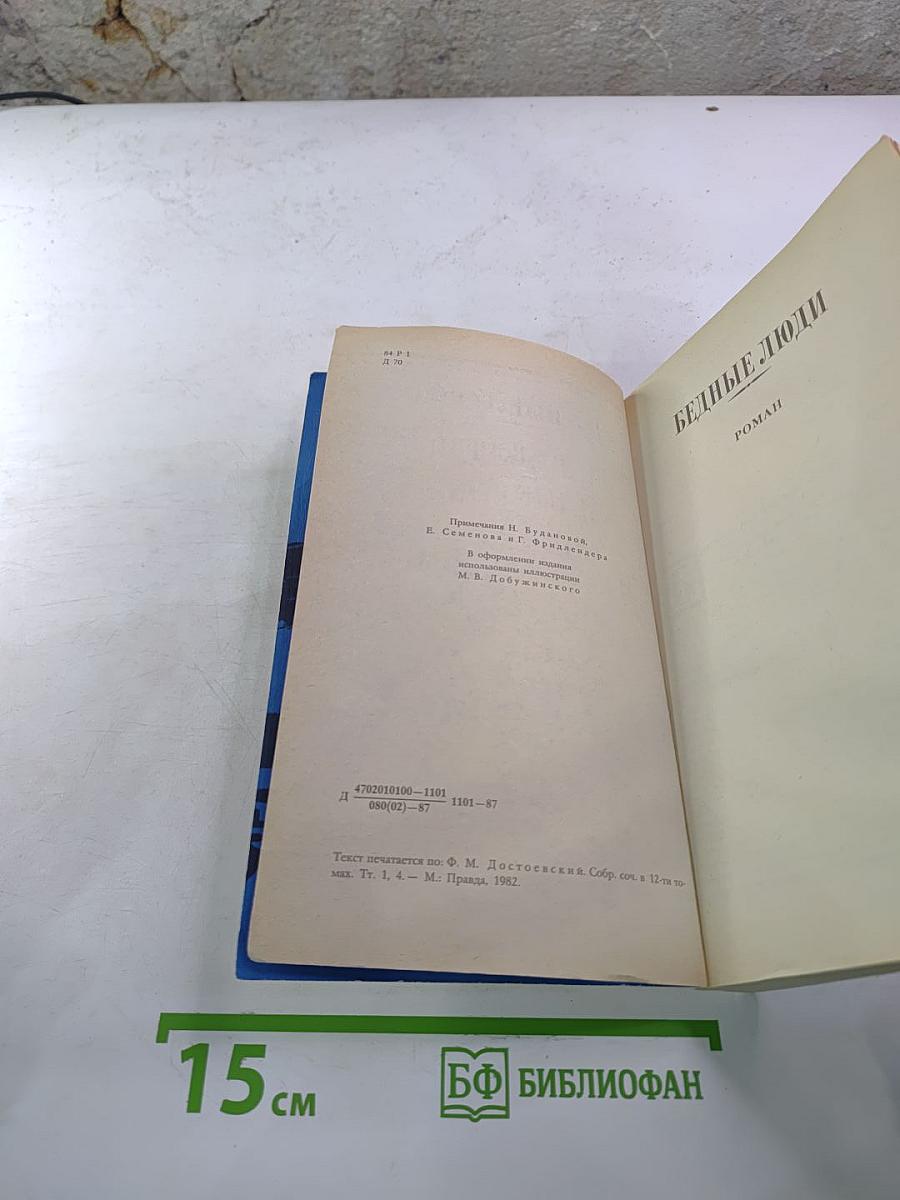 84 Р 1
Д 70
Примечания Н. Будановой,
Е. Семенова и Г. Фридлендера
В оформлении издания
использованы иллюстрации
М. В. Добужинского
Д 4702010100—1101
080(02)—87
1101—87
Текст печатается по: Ф. М. Достоевский. Собр. соч. в 12-ти то-
мах. Тт. 1, 4.— М.: Правда, 1982.
БЕДНЫЕ ЛЮДИ
РОМАН
15 см
БФ БИБЛИОФАН